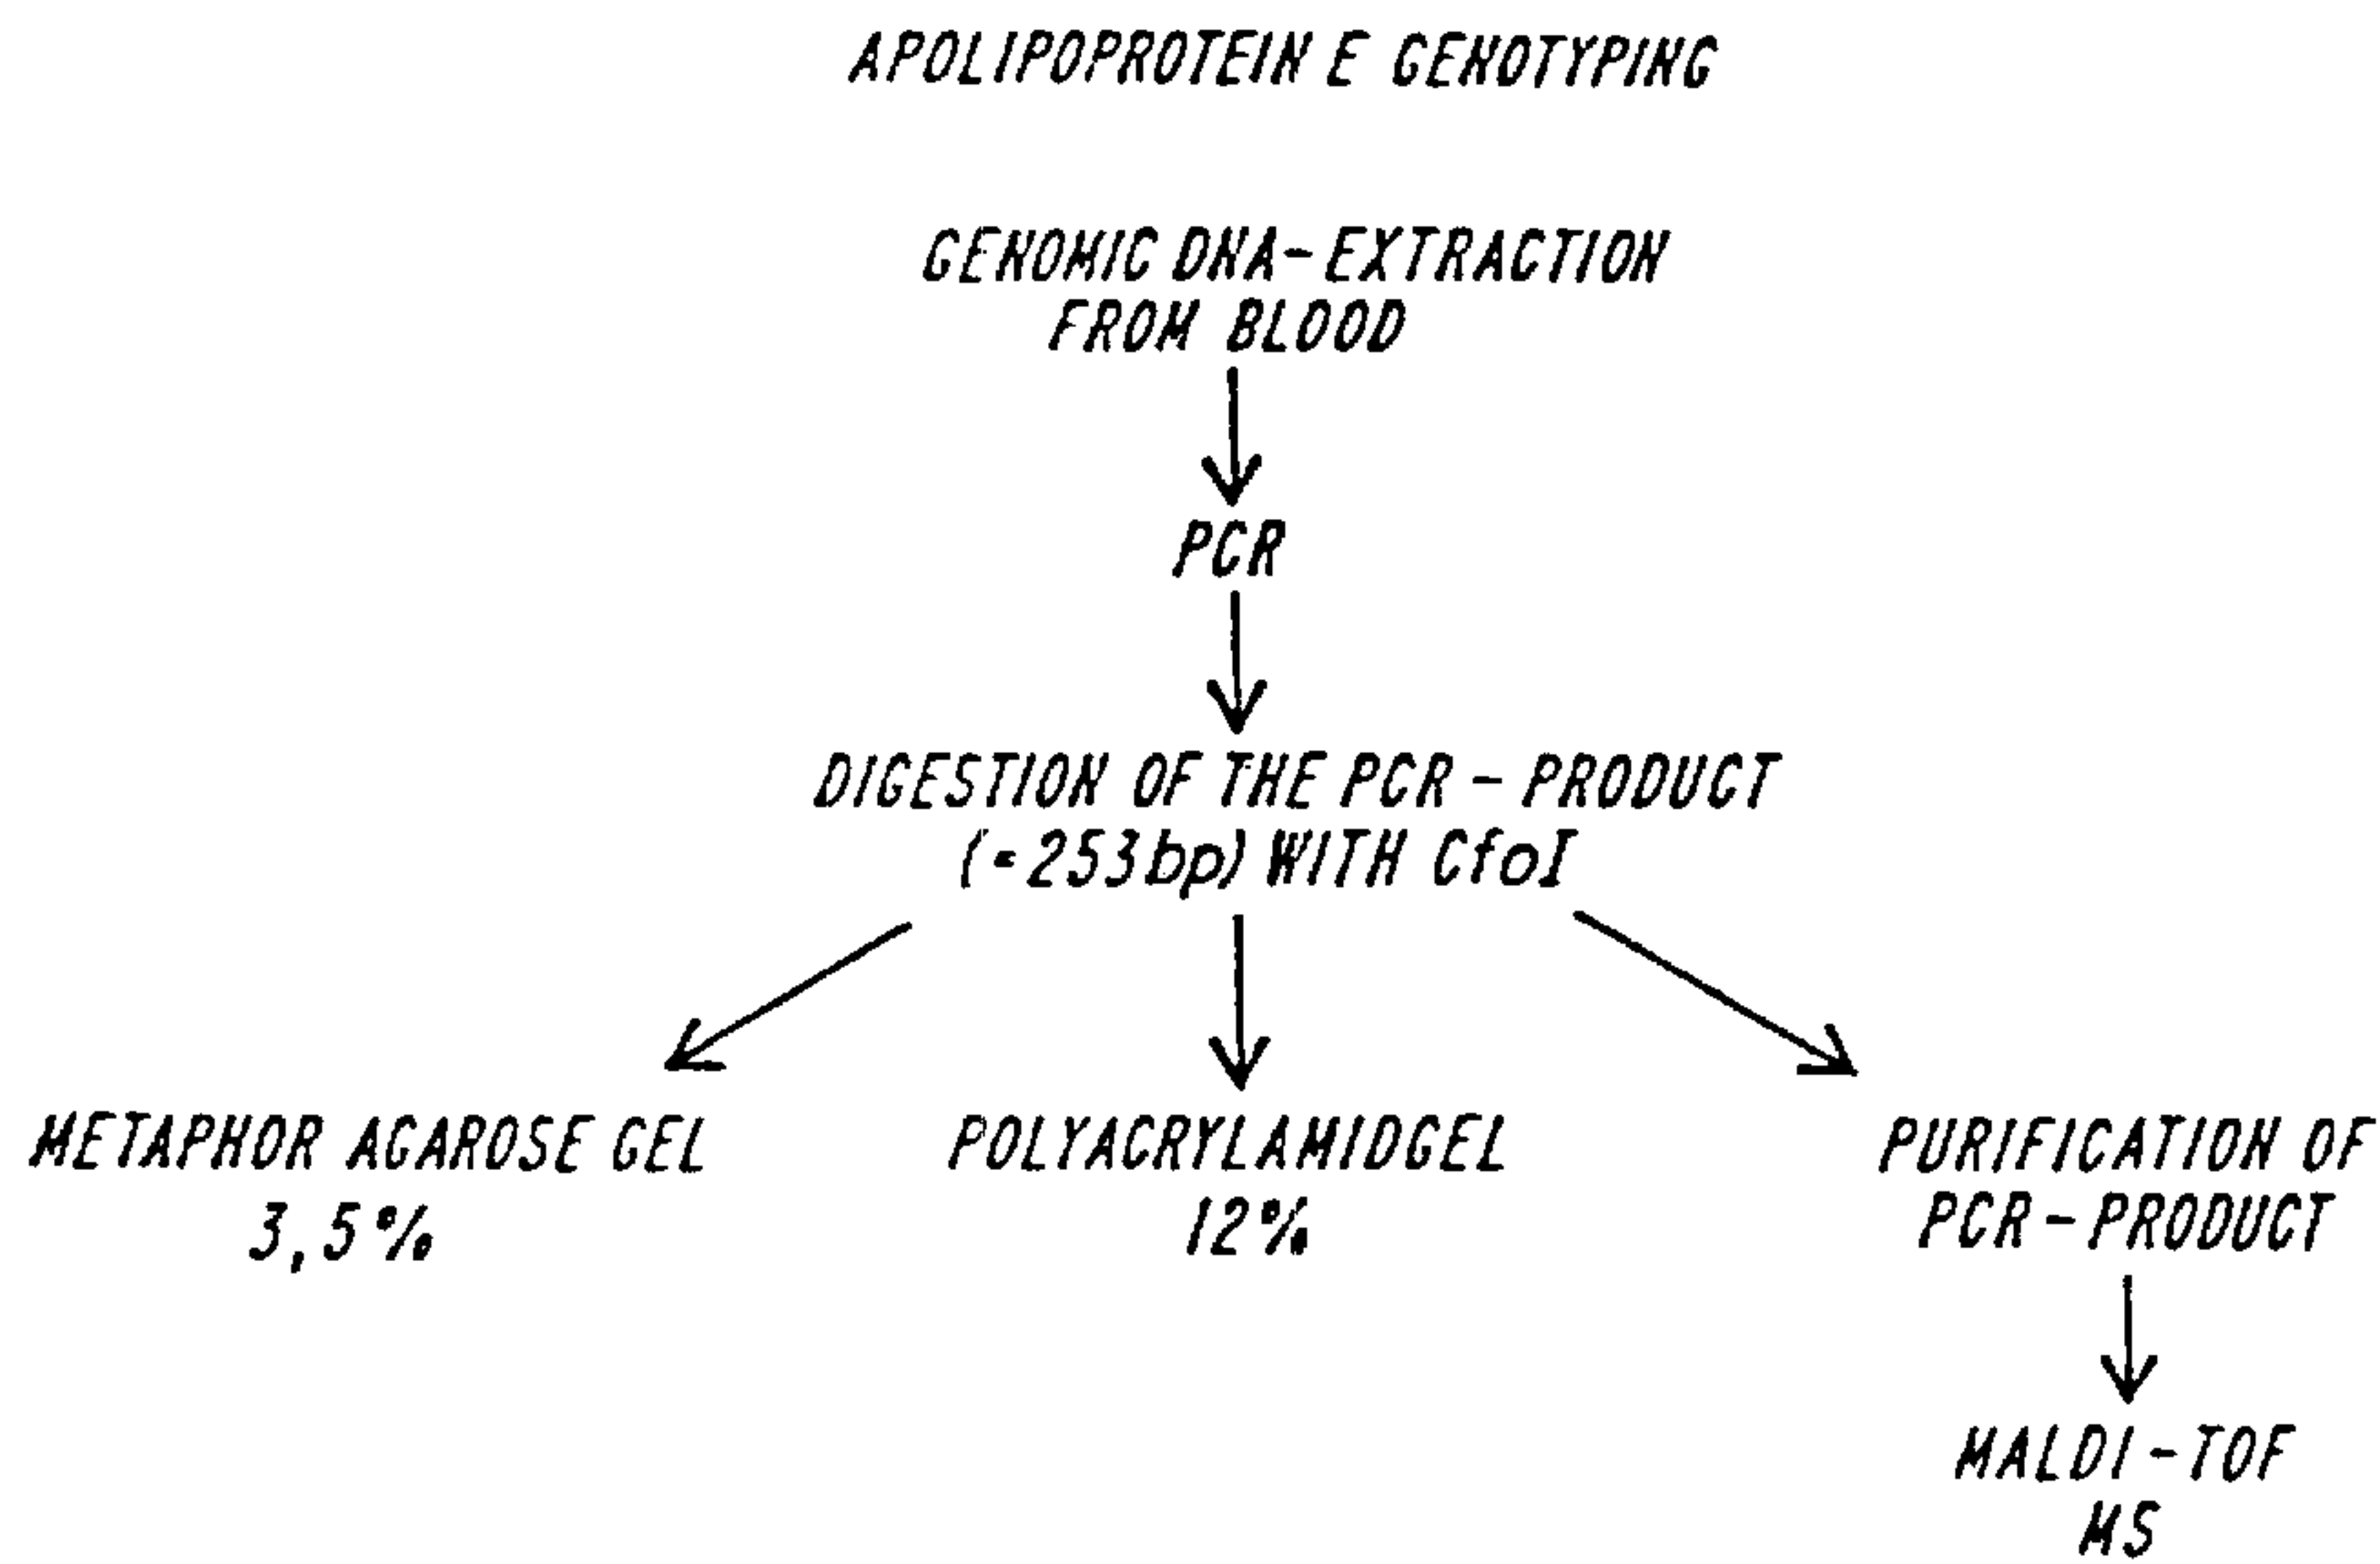 APOLIPOPROTEIN E GENOTYPING
GENOMIC DNA-EXTRACTION
FROM BLOOD
PCR
DIGESTION OF THE PCR - PRODUCT
(=253bp) WITH CfoI
METAPHOR AGAROSE GEL
3,5%
POLYACRYLAMIDGEL
12%
PURIFICATION OF
PCR-PRODUCT
MALDI-TOF
MS